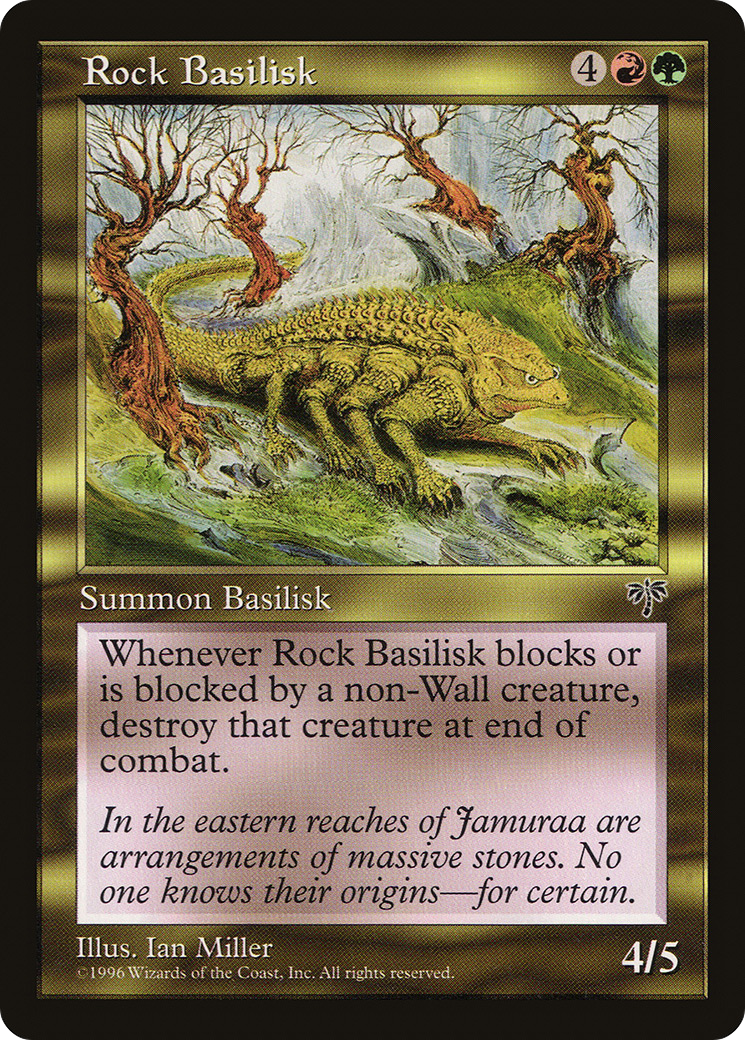 Rock Basilisk 4
Summon Basilisk
Whenever Rock Basilisk blocks or
is blocked by a non-Wall creature,
destroy that creature at end of
combat.
In the eastern reaches of Jamuraa are
arrangements of massive stones. No
one knows their origins—for certain.
Illus. Ian Miller
©1996 Wizards of the Coast, Inc. All rights reserved.
4/5